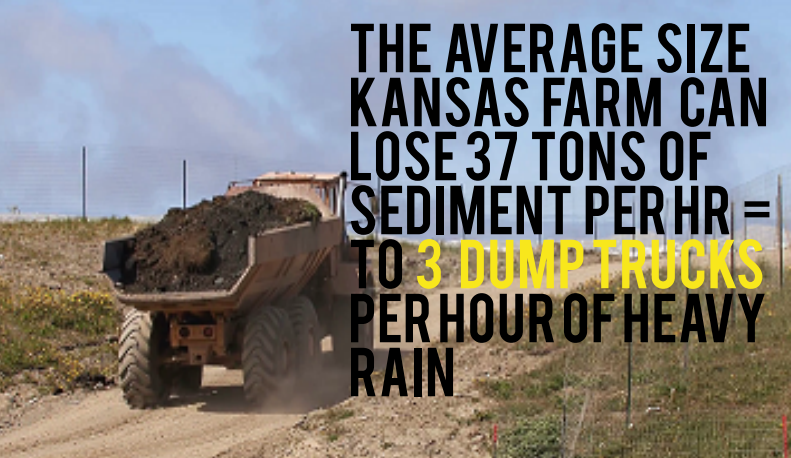 THE AVERAGE SIZE
KANSAS FARM CAN
LOSE 37 TONS OF
SEDIMENT PER HR =
TO 3 DUMP TRUCKS
PER HOUR OF HEAVY
RAIN